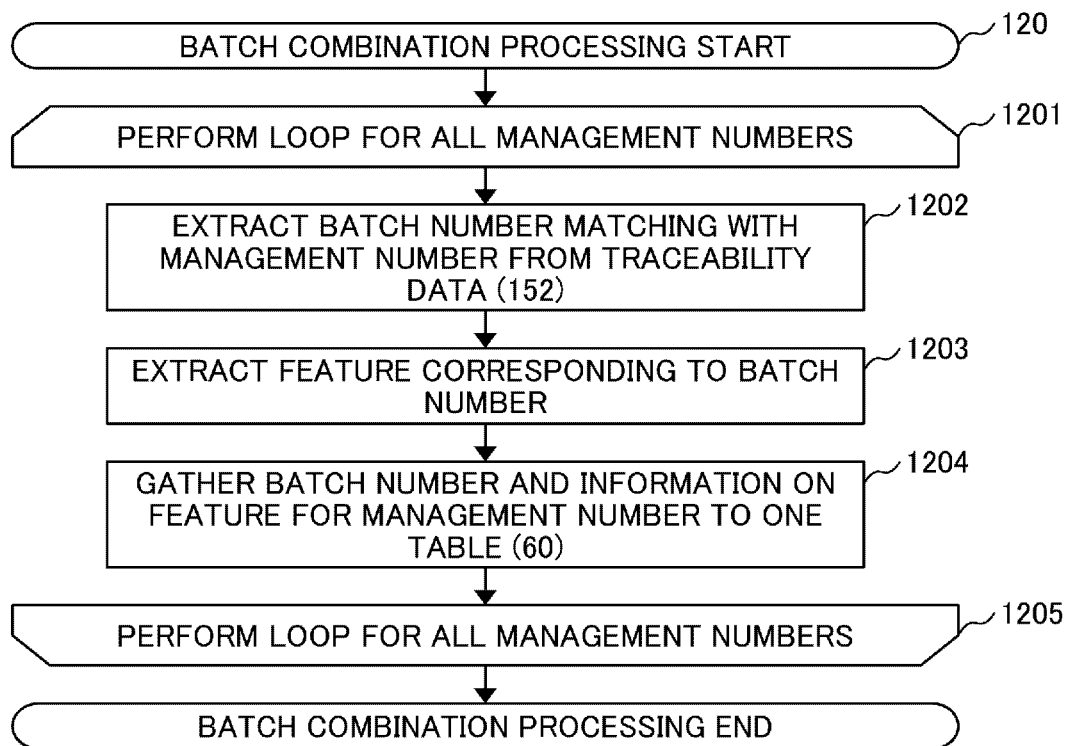 BATCH COMBINATION PROCESSING START
120
PERFORM LOOP FOR ALL MANAGEMENT NUMBERS
1201
EXTRACT BATCH NUMBER MATCHING WITH
MANAGEMENT NUMBER FROM TRACEABILITY
DATA (152)
1202
EXTRACT FEATURE CORRESPONDING TO BATCH
NUMBER
1203
GATHER BATCH NUMBER AND INFORMATION ON
FEATURE FOR MANAGEMENT NUMBER TO ONE
TABLE (60)
1204
PERFORM LOOP FOR ALL MANAGEMENT NUMBERS
1205
BATCH COMBINATION PROCESSING END